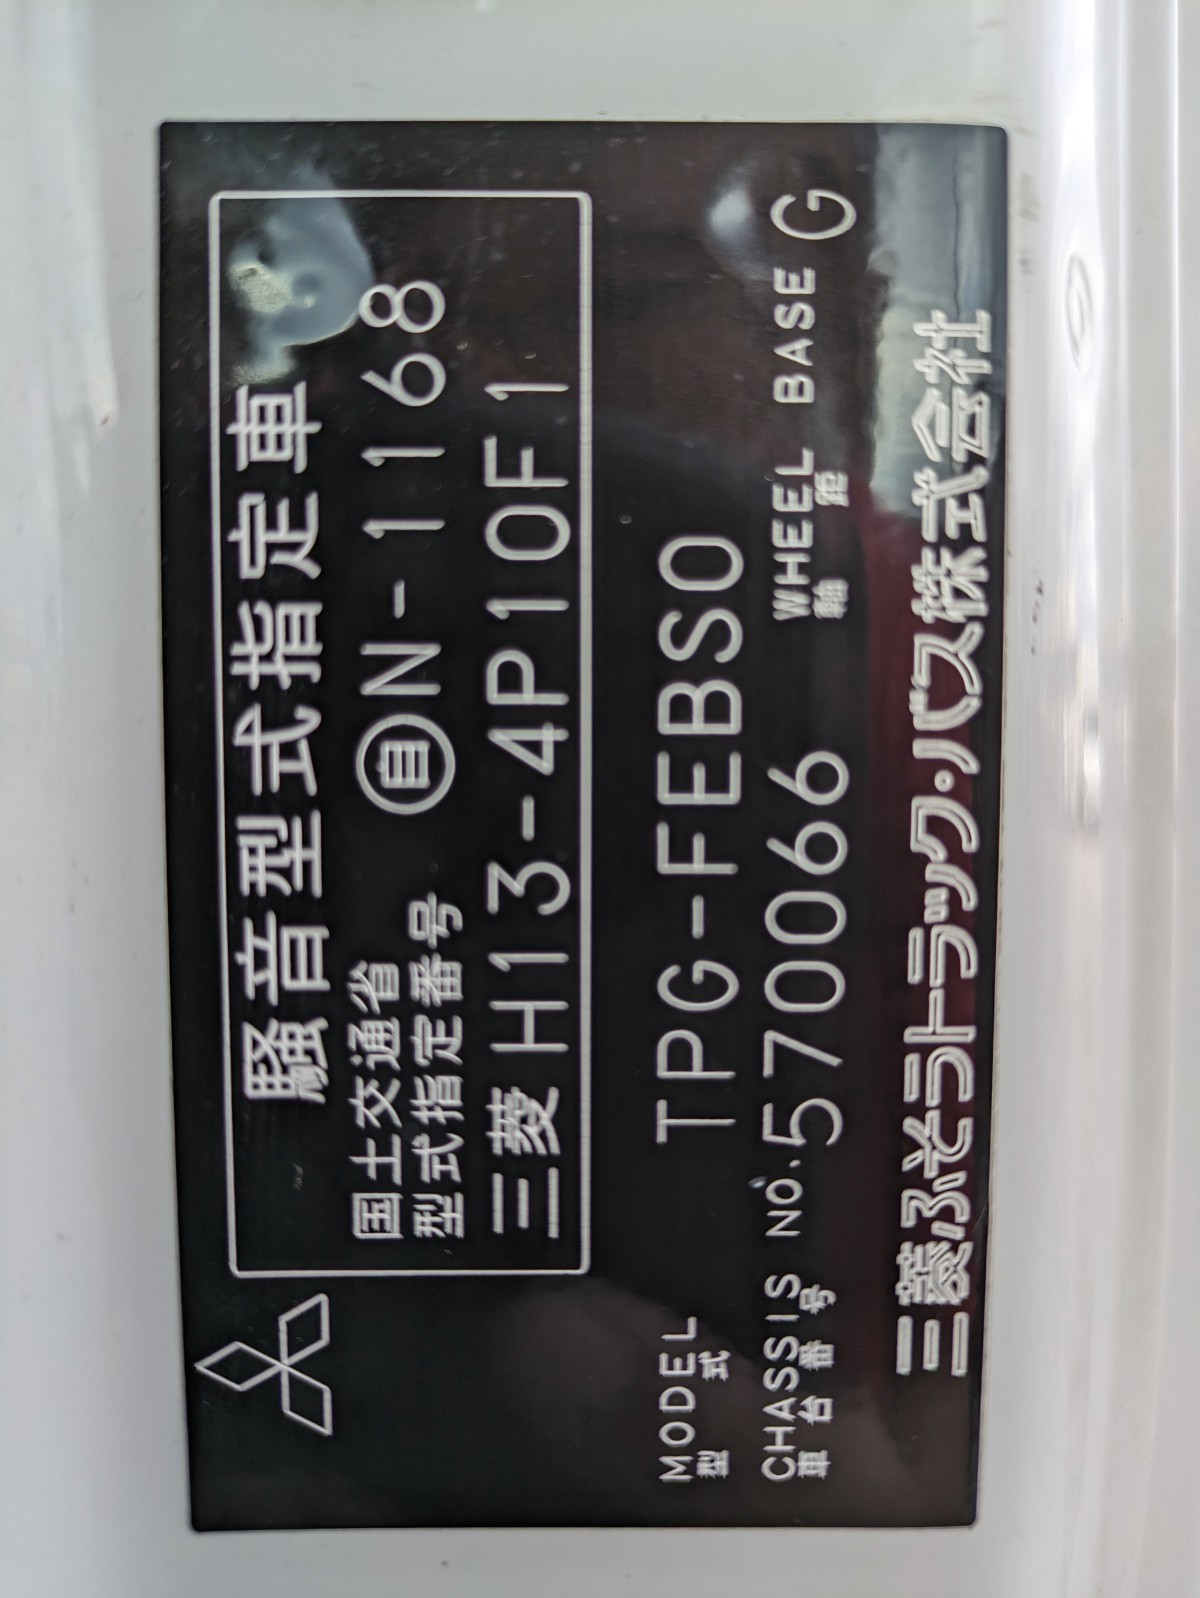 騒音型式指定車
国土交通省
型式指定番号 自N-1168
三菱 H13-4P10F1
MODEL TPG-FEBS0
型式
CHASSIS NO. 570066 WHEEL BASE G
車台番号 軸距
三菱ふそうトラック・バス株式会社